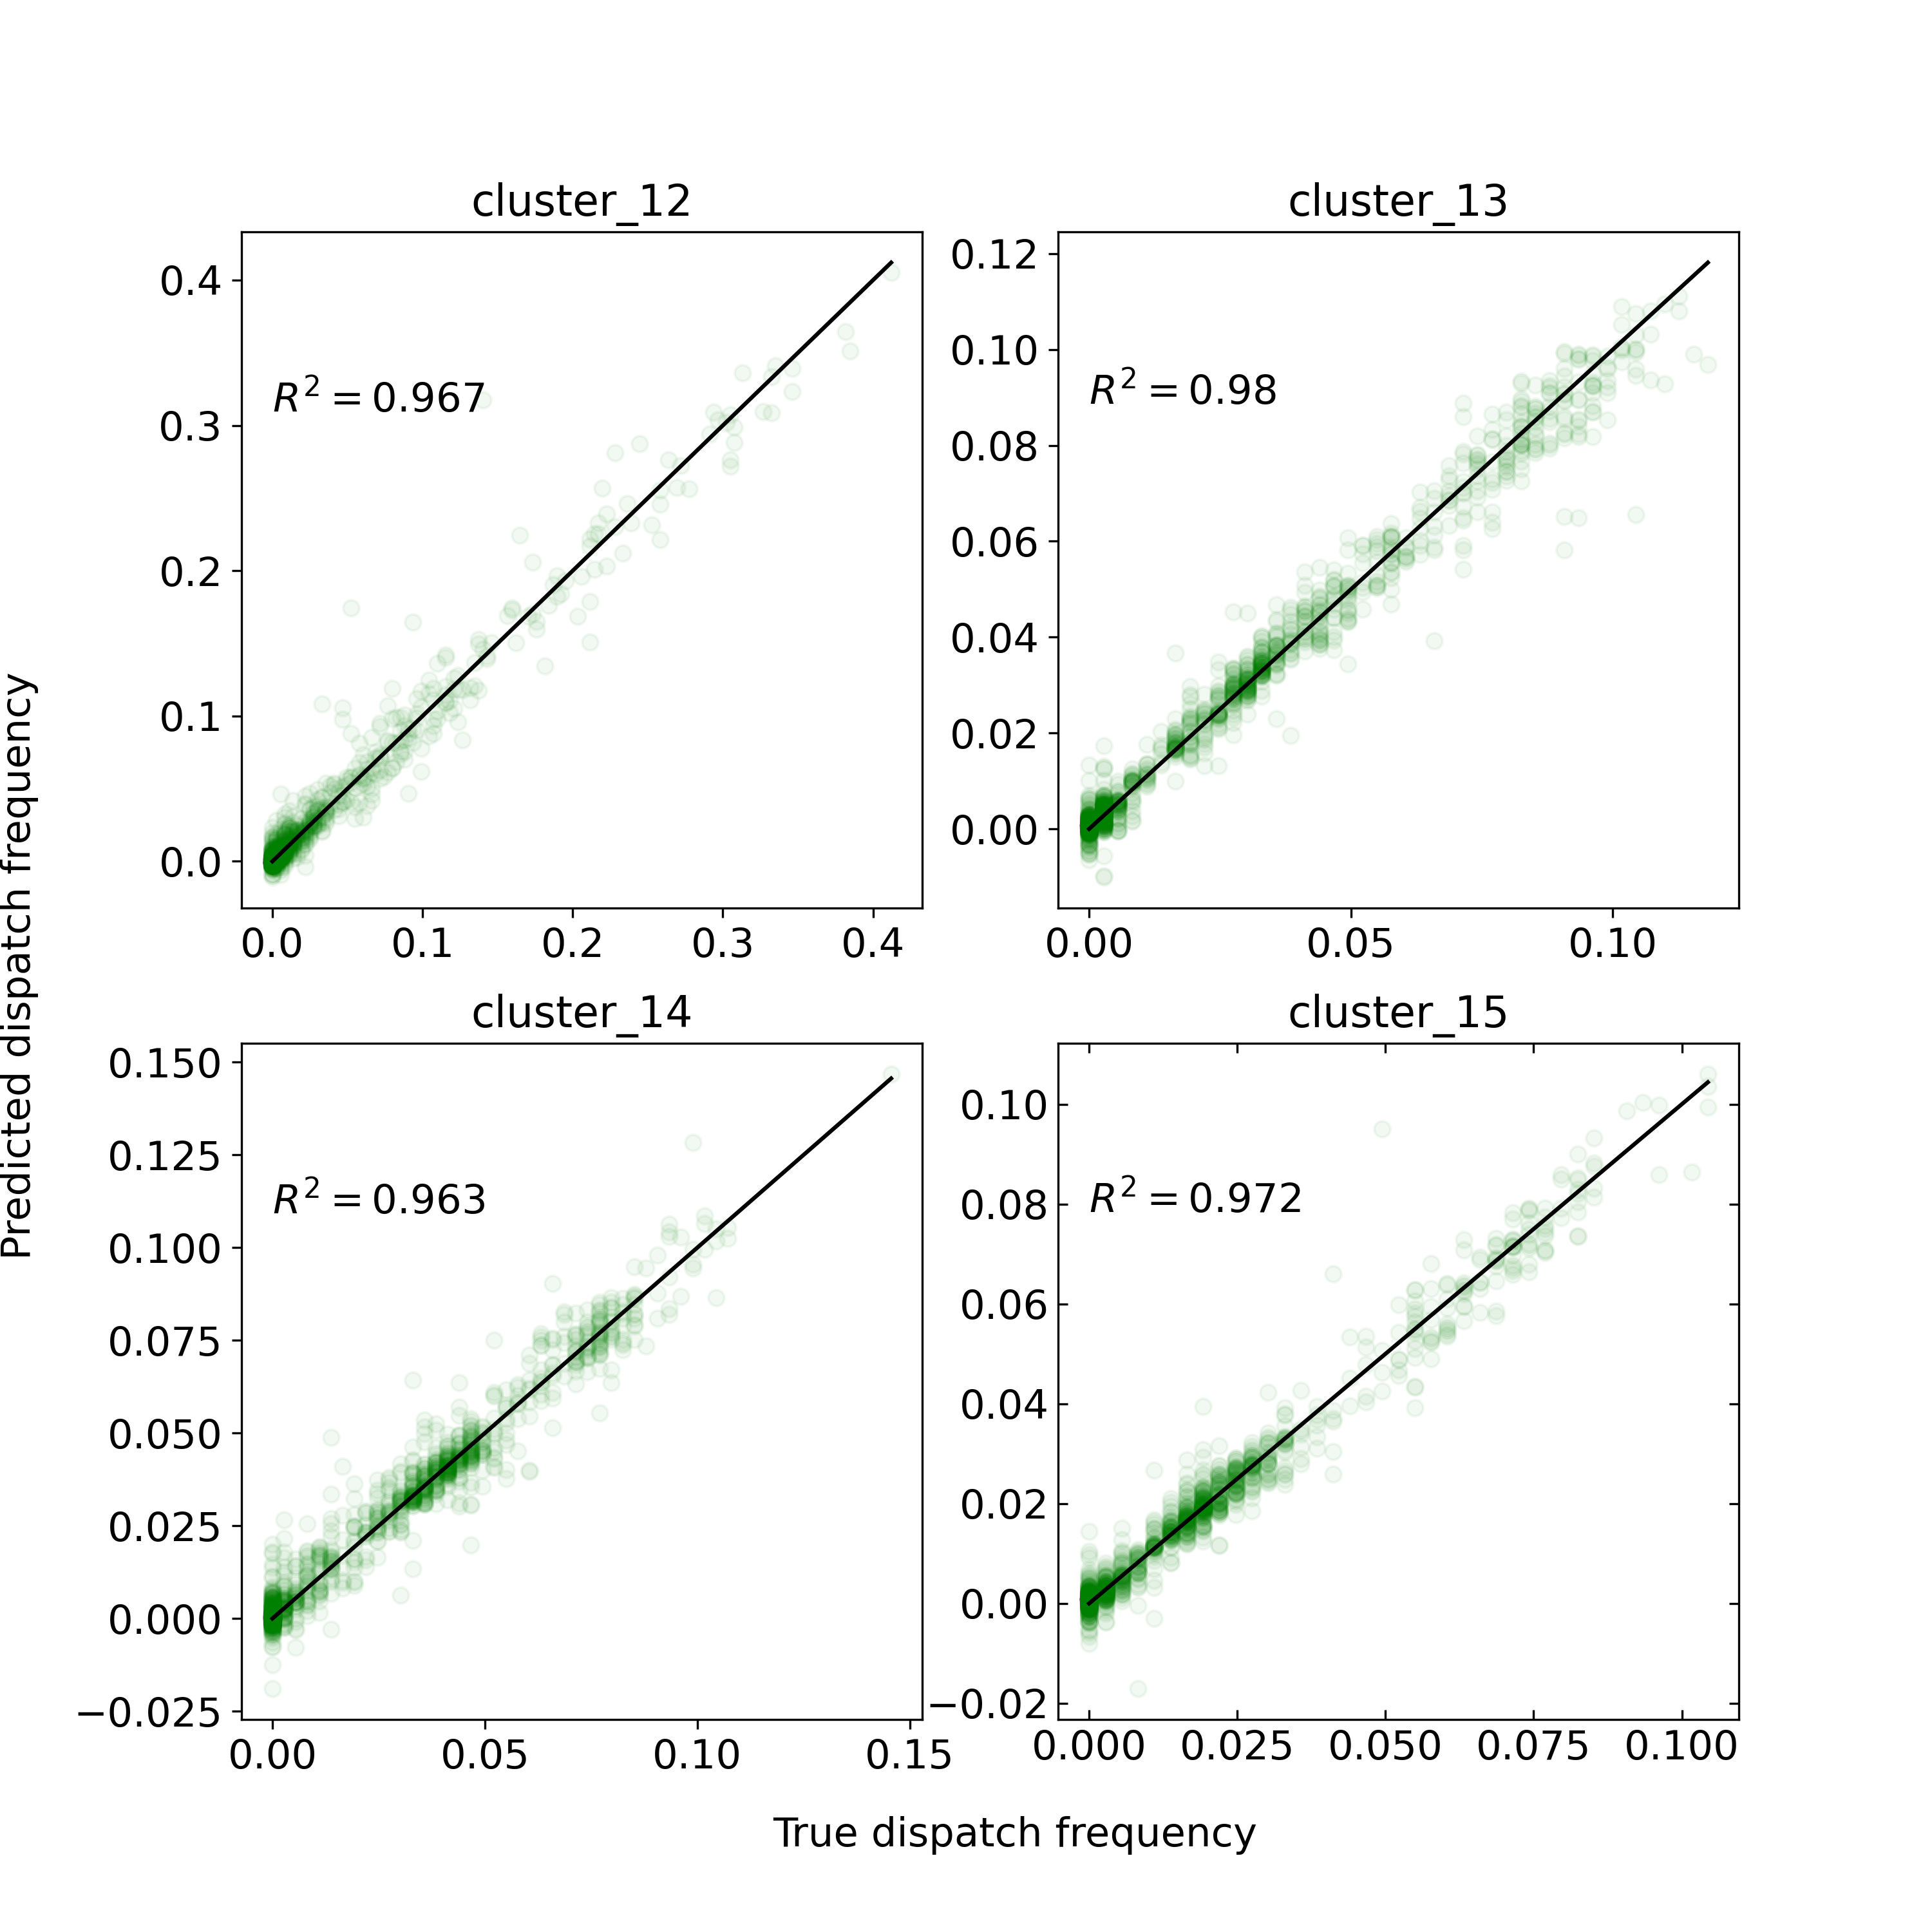 cluster_12
0.4
0.3
0.2
0.1
0.0
R² = 0.967
0.0 0.1 0.2 0.3 0.4
cluster_13
0.12
0.10
0.08
0.06
0.04
0.02
0.00
R² = 0.98
0.00 0.05 0.10
Predicted dispatch frequency
cluster_14
0.150
0.125
0.100
0.075
0.050
0.025
0.000
−0.025
R² = 0.963
0.00 0.05 0.10 0.15
cluster_15
0.10
0.08
0.06
0.04
0.02
0.00
−0.02
R² = 0.972
0.000 0.025 0.050 0.075 0.100
True dispatch frequency